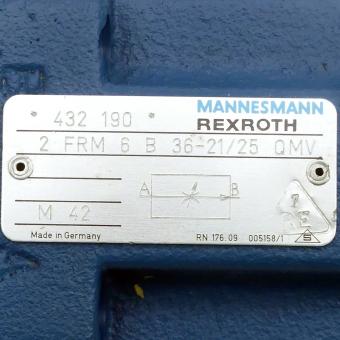 432 190
MANNESMANN
REXROTH
2 FRM 6 B 36-21/25 QMV
A B
M 42
7
Made in Germany
RN 176.09 005158/1